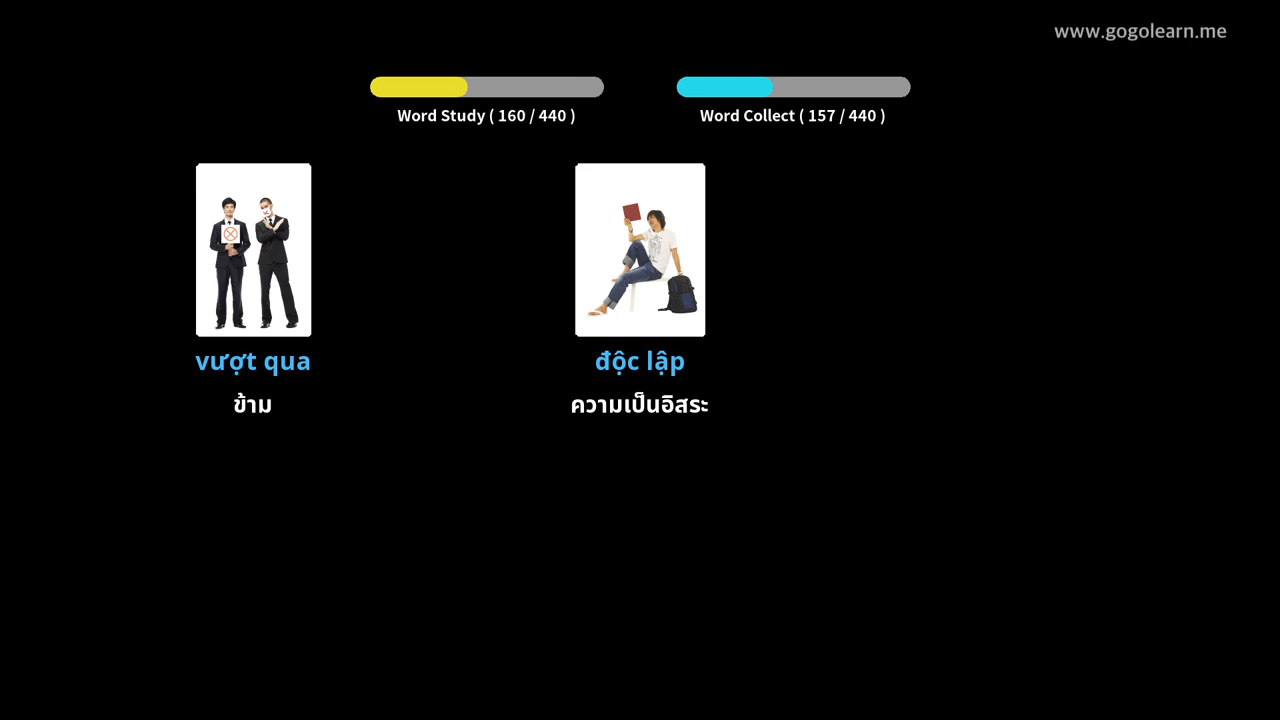 www.gogolearn.me
Word Study ( 160 / 440 )
Word Collect ( 157 / 440 )
vượt qua
ข้าม
độc lập
ความเป็นอิสระ